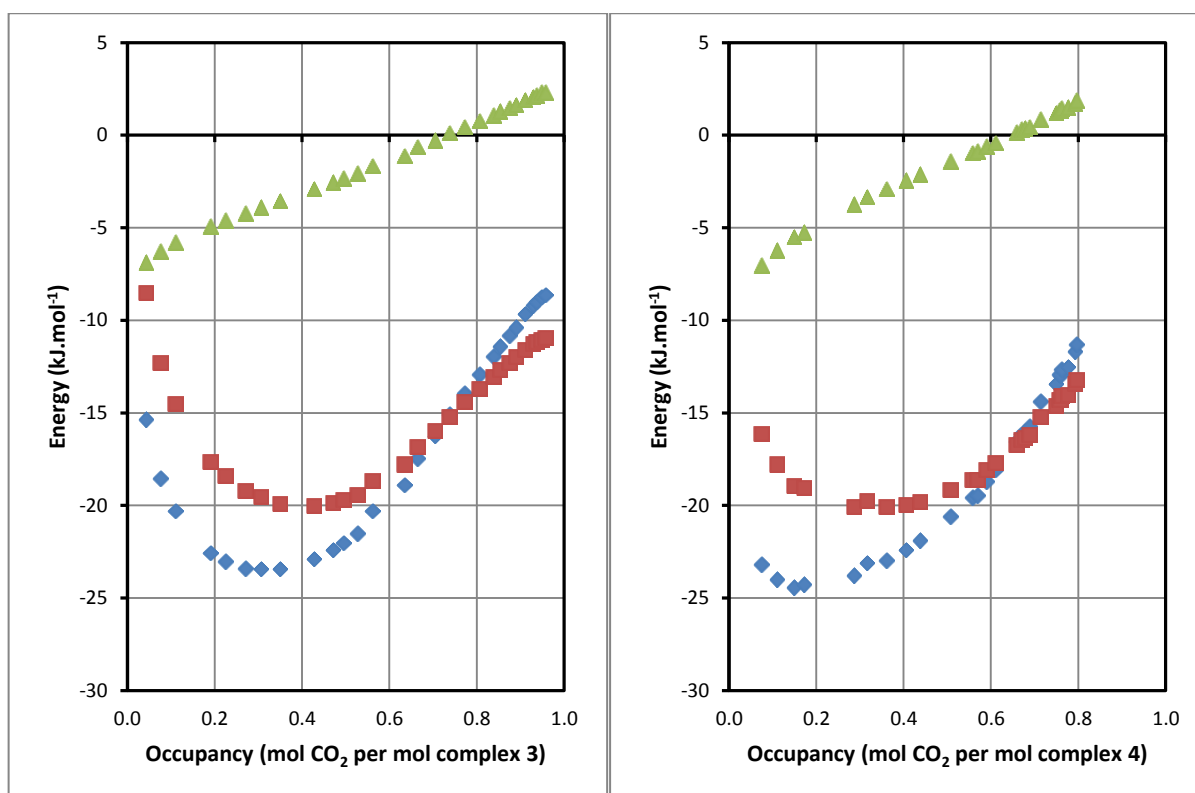 5
0
-5
-10
-15
-20
-25
-30
Energy (kJ.mol⁻¹)
0.0 0.2 0.4 0.6 0.8 1.0
Occupancy (mol CO₂ per mol complex 3)
5
0
-5
-10
-15
-20
-25
-30
Energy (kJ.mol⁻¹)
0.0 0.2 0.4 0.6 0.8 1.0
Occupancy (mol CO₂ per mol complex 4)